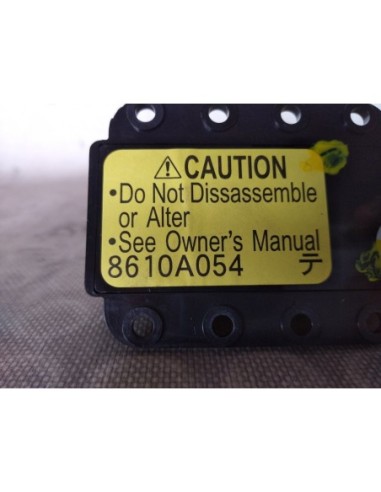 ⚠CAUTION
•Do Not Dissassemble
or Alter
•See Owner's Manual
8610A054 テ